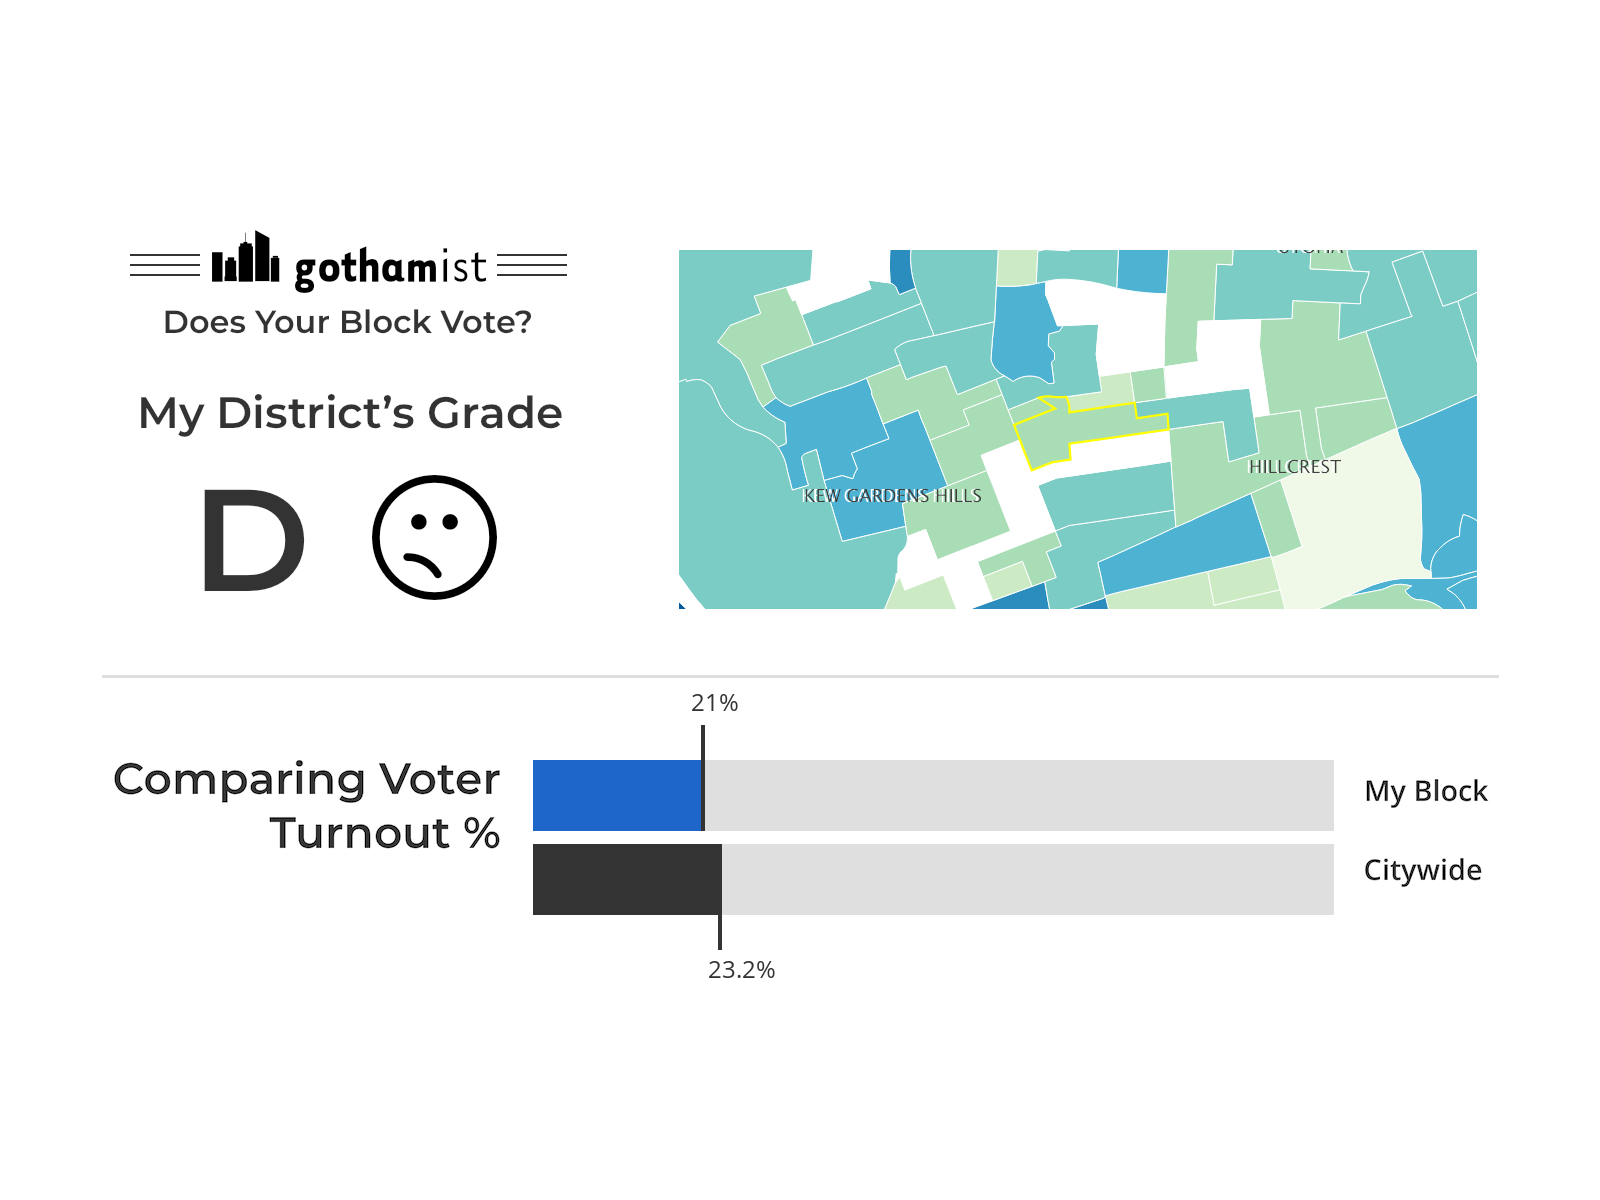 gothamist
Does Your Block Vote?
My District’s Grade
D
HILLCREST
KEW GARDENS HILLS
21%
Comparing Voter
Turnout %
My Block
Citywide
23.2%